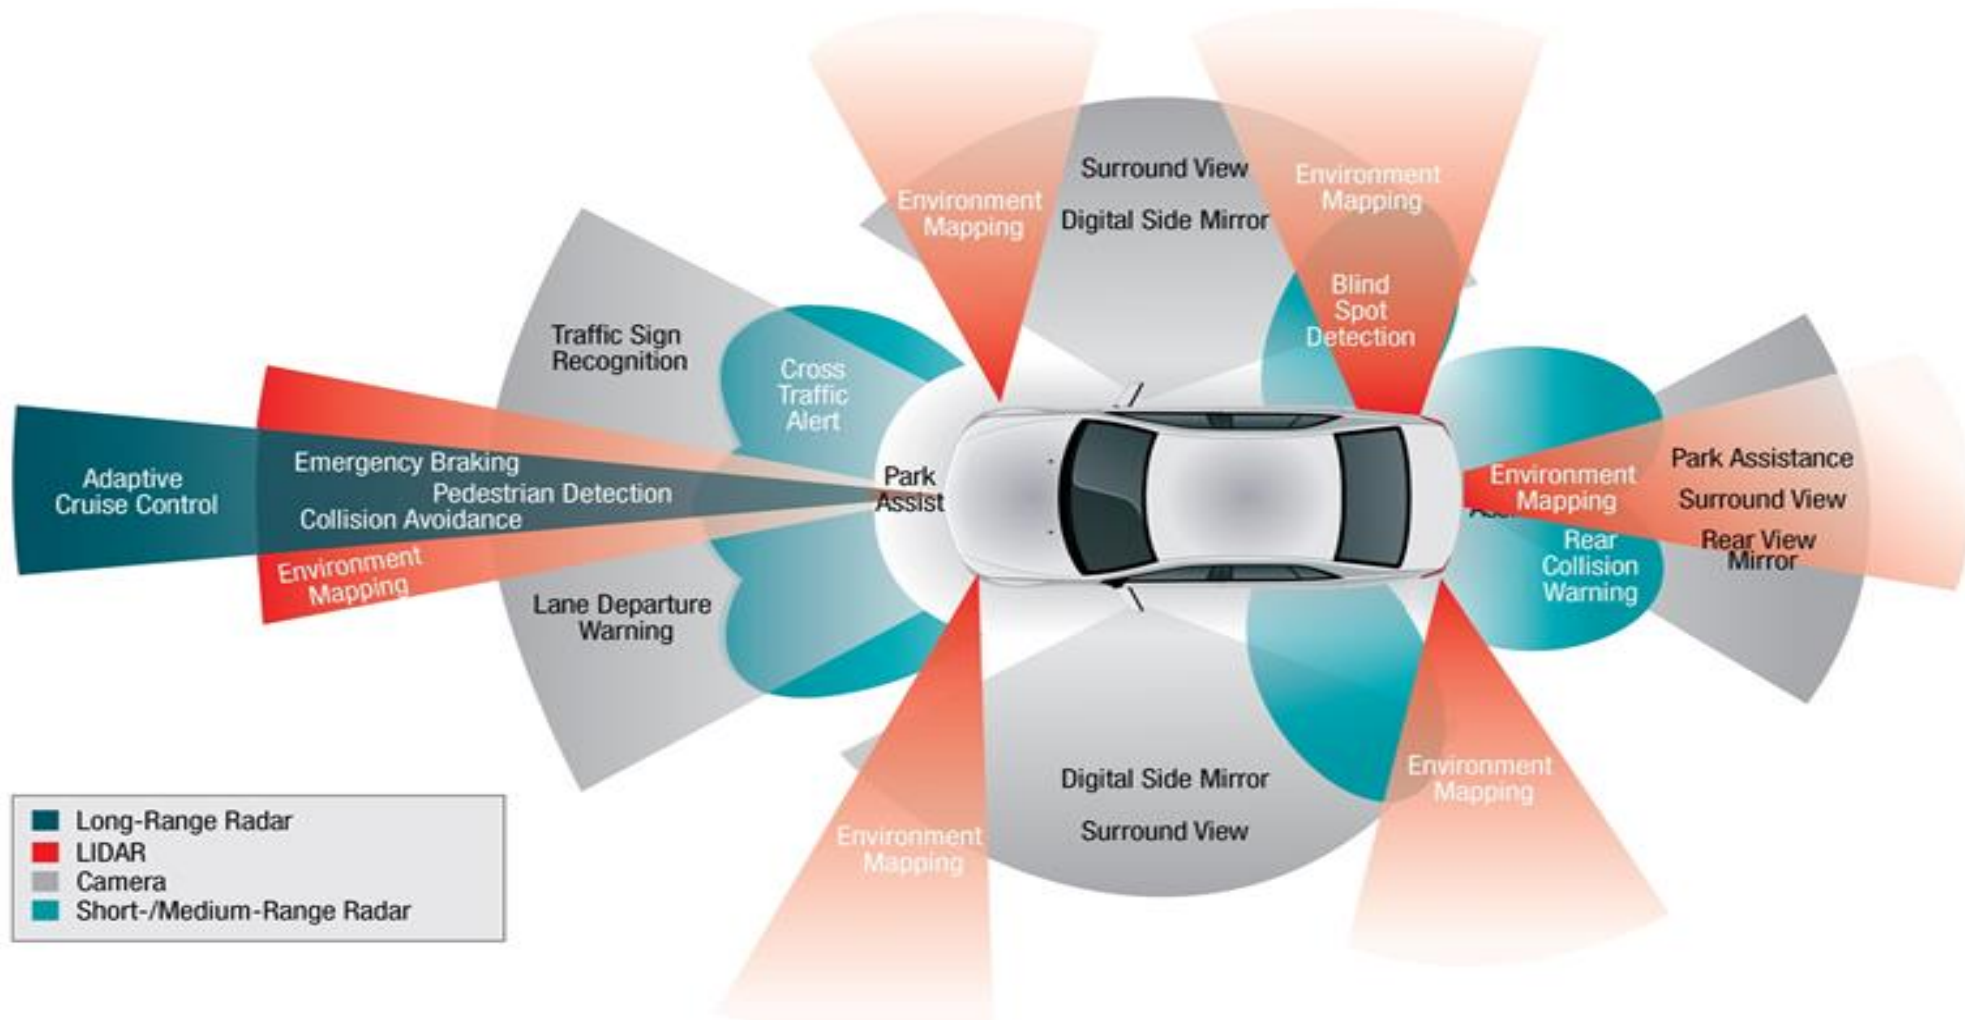 Environment
Mapping
Surround View
Digital Side Mirror
Environment
Mapping
Blind
Spot
Detection
Traffic Sign
Recognition
Cross
Traffic
Alert
Adaptive
Cruise Control
Emergency Braking
Pedestrian Detection
Collision Avoidance
Environment
Mapping
Lane Departure
Warning
Park
Assist
Environment
Mapping
Park Assistance
Surround View
Rear View
Mirror
Rear
Collision
Warning
Digital Side Mirror
Surround View
Environment
Mapping
Environment
Mapping
Long-Range Radar
LIDAR
Camera
Short-/Medium-Range Radar